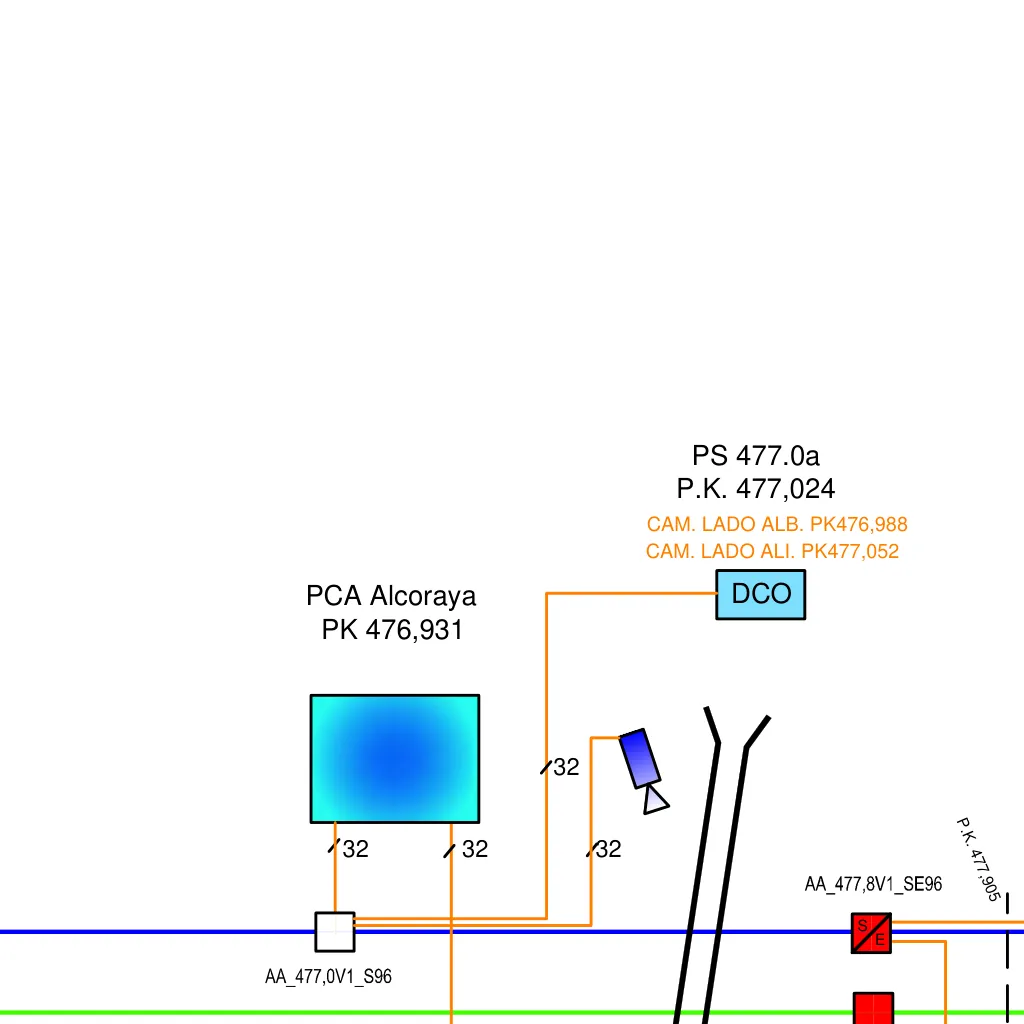 PS 477.0a
P.K. 477,024
CAM. LADO ALB. PK476,988
CAM. LADO ALI. PK477,052
DCO
PCA Alcoraya
PK 476,931
32
32
32
32
P.K. 477,905
AA_477,8V1_SE96
S
E
AA_477,0V1_S96